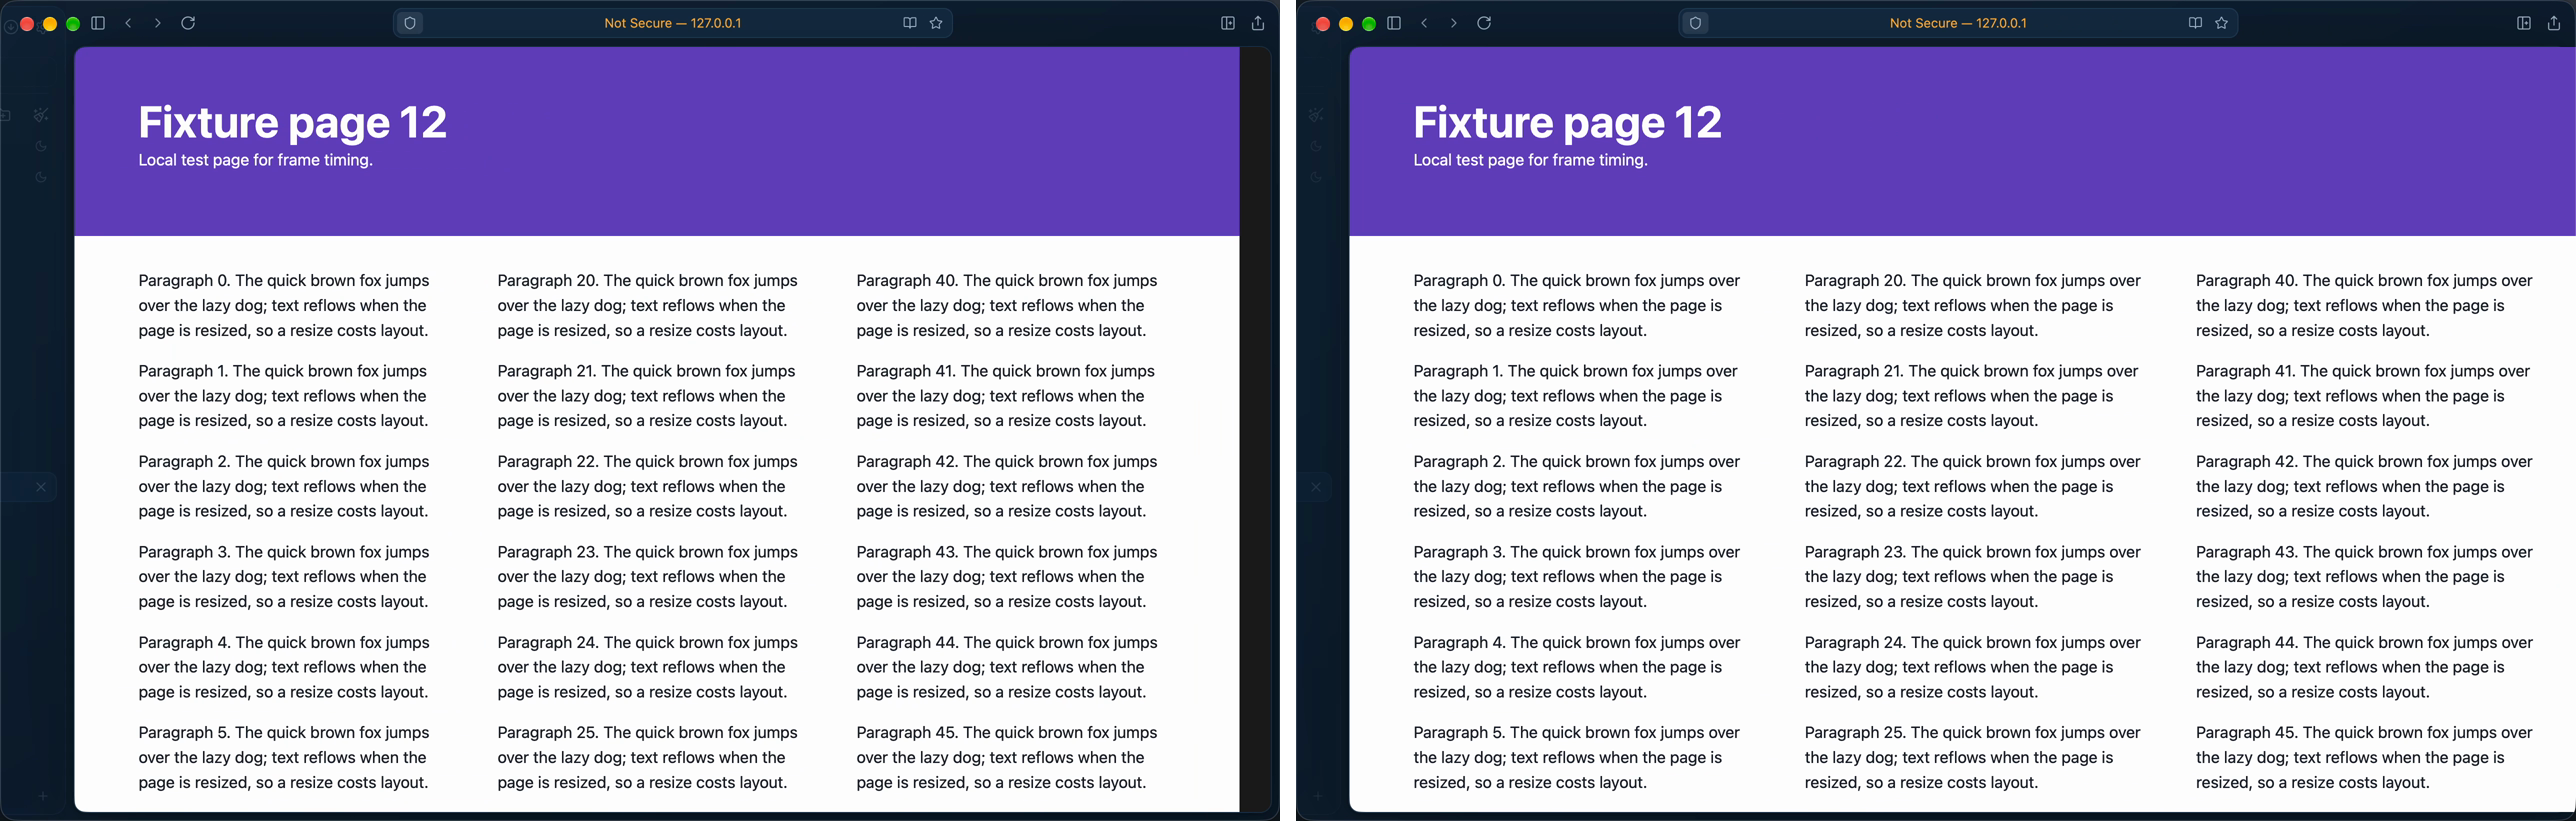 Not Secure — 127.0.0.1
Fixture page 12
Local test page for frame timing.
Paragraph 0. The quick brown fox jumps
over the lazy dog; text reflows when the
page is resized, so a resize costs layout.
Paragraph 1. The quick brown fox jumps
over the lazy dog; text reflows when the
page is resized, so a resize costs layout.
Paragraph 2. The quick brown fox jumps
over the lazy dog; text reflows when the
page is resized, so a resize costs layout.
Paragraph 3. The quick brown fox jumps
over the lazy dog; text reflows when the
page is resized, so a resize costs layout.
Paragraph 4. The quick brown fox jumps
over the lazy dog; text reflows when the
page is resized, so a resize costs layout.
Paragraph 5. The quick brown fox jumps
over the lazy dog; text reflows when the
page is resized, so a resize costs layout.
Paragraph 20. The quick brown fox jumps
over the lazy dog; text reflows when the
page is resized, so a resize costs layout.
Paragraph 21. The quick brown fox jumps
over the lazy dog; text reflows when the
page is resized, so a resize costs layout.
Paragraph 22. The quick brown fox jumps
over the lazy dog; text reflows when the
page is resized, so a resize costs layout.
Paragraph 23. The quick brown fox jumps
over the lazy dog; text reflows when the
page is resized, so a resize costs layout.
Paragraph 24. The quick brown fox jumps
over the lazy dog; text reflows when the
page is resized, so a resize costs layout.
Paragraph 25. The quick brown fox jumps
over the lazy dog; text reflows when the
page is resized, so a resize costs layout.
Paragraph 40. The quick brown fox jumps
over the lazy dog; text reflows when the
page is resized, so a resize costs layout.
Paragraph 41. The quick brown fox jumps
over the lazy dog; text reflows when the
page is resized, so a resize costs layout.
Paragraph 42. The quick brown fox jumps
over the lazy dog; text reflows when the
page is resized, so a resize costs layout.
Paragraph 43. The quick brown fox jumps
over the lazy dog; text reflows when the
page is resized, so a resize costs layout.
Paragraph 44. The quick brown fox jumps
over the lazy dog; text reflows when the
page is resized, so a resize costs layout.
Paragraph 45. The quick brown fox jumps
over the lazy dog; text reflows when the
page is resized, so a resize costs layout.
Not Secure — 127.0.0.1
Fixture page 12
Local test page for frame timing.
Paragraph 0. The quick brown fox jumps over
the lazy dog; text reflows when the page is
resized, so a resize costs layout.
Paragraph 1. The quick brown fox jumps over
the lazy dog; text reflows when the page is
resized, so a resize costs layout.
Paragraph 2. The quick brown fox jumps over
the lazy dog; text reflows when the page is
resized, so a resize costs layout.
Paragraph 3. The quick brown fox jumps over
the lazy dog; text reflows when the page is
resized, so a resize costs layout.
Paragraph 4. The quick brown fox jumps over
the lazy dog; text reflows when the page is
resized, so a resize costs layout.
Paragraph 5. The quick brown fox jumps over
the lazy dog; text reflows when the page is
resized, so a resize costs layout.
Paragraph 20. The quick brown fox jumps over
the lazy dog; text reflows when the page is
resized, so a resize costs layout.
Paragraph 21. The quick brown fox jumps over
the lazy dog; text reflows when the page is
resized, so a resize costs layout.
Paragraph 22. The quick brown fox jumps over
the lazy dog; text reflows when the page is
resized, so a resize costs layout.
Paragraph 23. The quick brown fox jumps over
the lazy dog; text reflows when the page is
resized, so a resize costs layout.
Paragraph 24. The quick brown fox jumps over
the lazy dog; text reflows when the page is
resized, so a resize costs layout.
Paragraph 25. The quick brown fox jumps over
the lazy dog; text reflows when the page is
resized, so a resize costs layout.
Paragraph 40. The quick brown fox jumps over
the lazy dog; text reflows when the page is
resized, so a resize costs layout.
Paragraph 41. The quick brown fox jumps over
the lazy dog; text reflows when the page is
resized, so a resize costs layout.
Paragraph 42. The quick brown fox jumps over
the lazy dog; text reflows when the page is
resized, so a resize costs layout.
Paragraph 43. The quick brown fox jumps over
the lazy dog; text reflows when the page is
resized, so a resize costs layout.
Paragraph 44. The quick brown fox jumps over
the lazy dog; text reflows when the page is
resized, so a resize costs layout.
Paragraph 45. The quick brown fox jumps over
the lazy dog; text reflows when the page is
resized, so a resize costs layout.